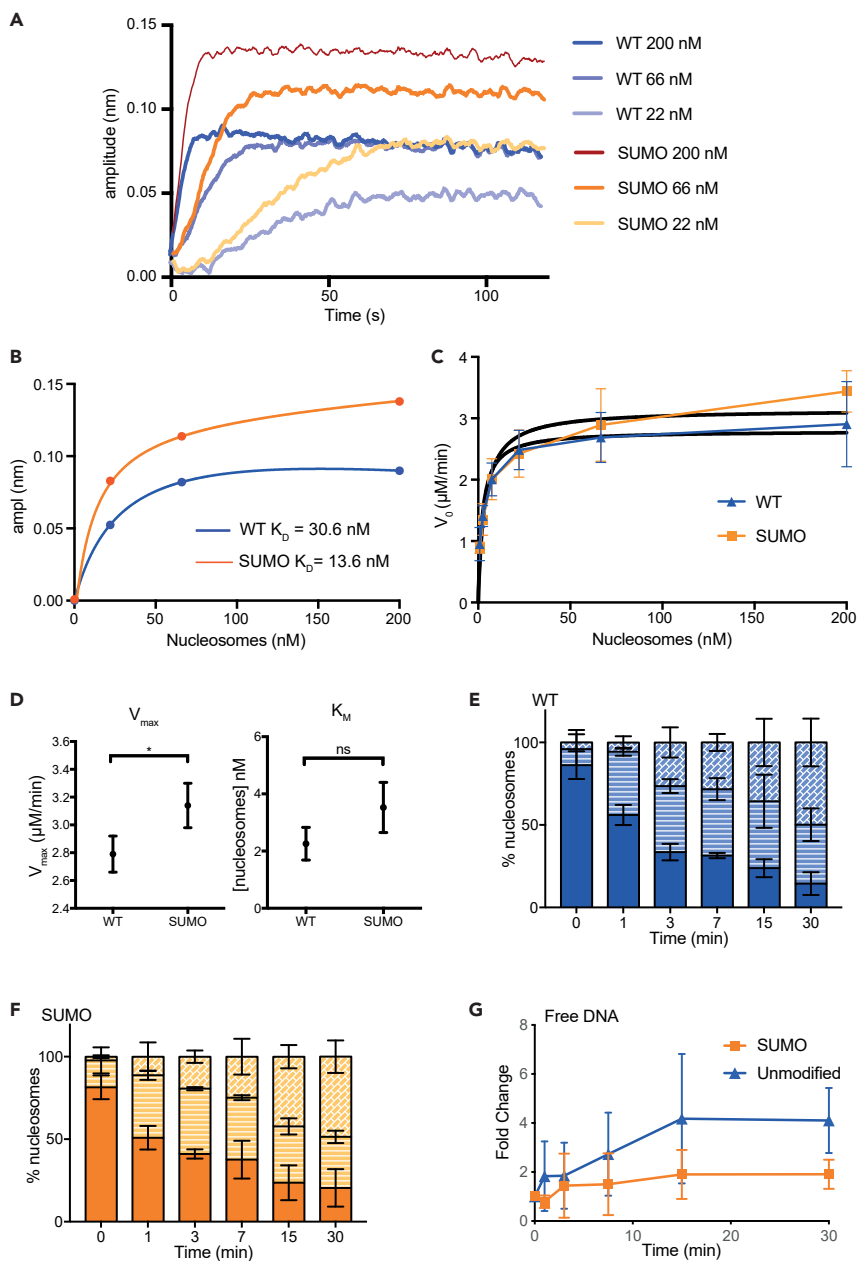 A
0.15
0.10
0.05
0.00
amplitude (nm)
0
50
100
Time (s)
WT 200 nM
WT 66 nM
WT 22 nM
SUMO 200 nM
SUMO 66 nM
SUMO 22 nM
B
0.15
0.10
0.05
0.00
ampl (nm)
WT KD = 30.6 nM
SUMO KD= 13.6 nM
0
50
100
150
200
Nucleosomes (nM)
C
4
3
2
1
0
V0 (µM/min)
WT
SUMO
0
50
100
150
200
Nucleosomes (nM)
D
Vmax
3.6
3.4
3.2
3.0
2.8
2.6
2.4
Vmax (µM/min)
*
WT
SUMO
KM
6
4
2
0
[nucleosomes] nM
ns
WT
SUMO
E
WT
100
50
0
% nucleosomes
0
1
3
7
15
30
Time (min)
F
SUMO
100
50
0
% nucleosomes
0
1
3
7
15
30
Time (min)
G
Free DNA
8
6
4
2
0
Fold Change
SUMO
Unmodified
0
10
20
30
Time (min)